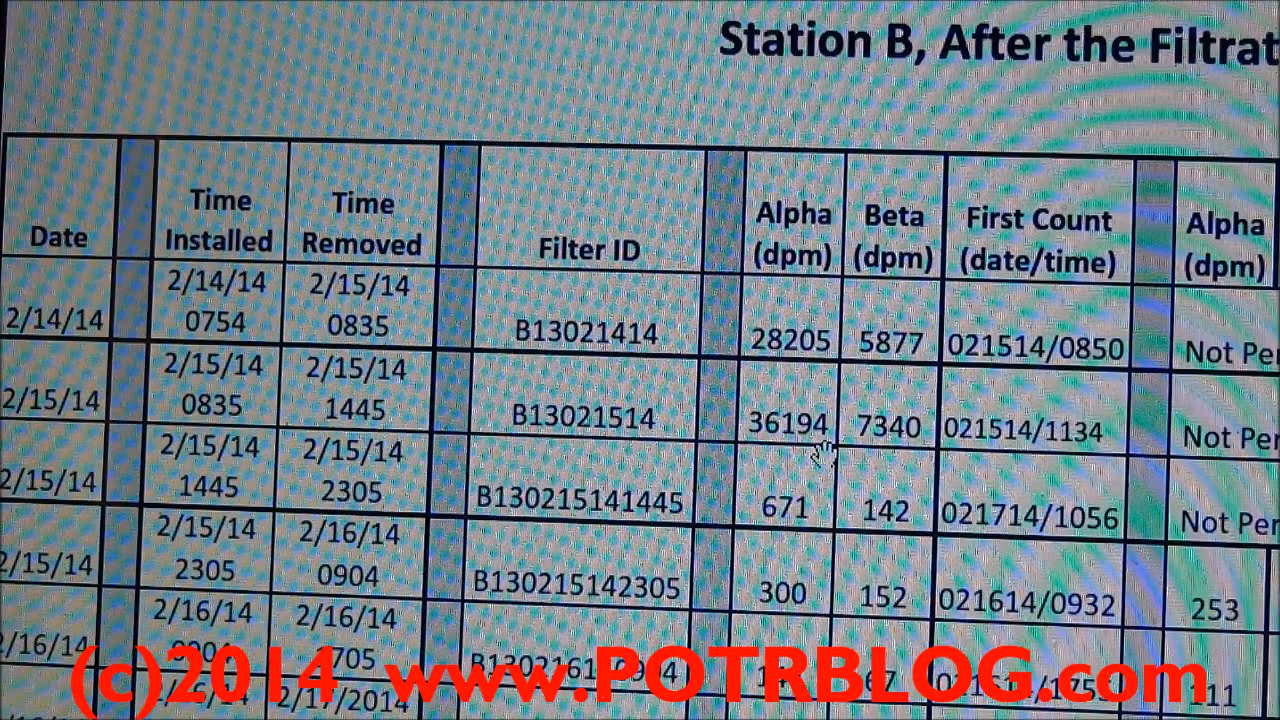 Station B, After the Filtrat
Date Time Installed Time Removed Filter ID Alpha (dpm) Beta (dpm) First Count (date/time) Alpha (dpm)
2/14/14 2/14/14 0754 2/15/14 0835 B13021414 28205 5877 021514/0850 Not Pe
2/15/14 2/15/14 0835 2/15/14 1445 B13021514 36194 7340 021514/1134 Not Per
2/15/14 2/15/14 1445 2/15/14 2305 B130215141445 671 142 021714/1056 Not Per
2/15/14 2/15/14 2305 2/16/14 0904 B130215142305 300 152 021614/0932 253
2/16/14 2/16/14 2/16/14
2/17/2014
(c)2014 www.POTRBLOG.com